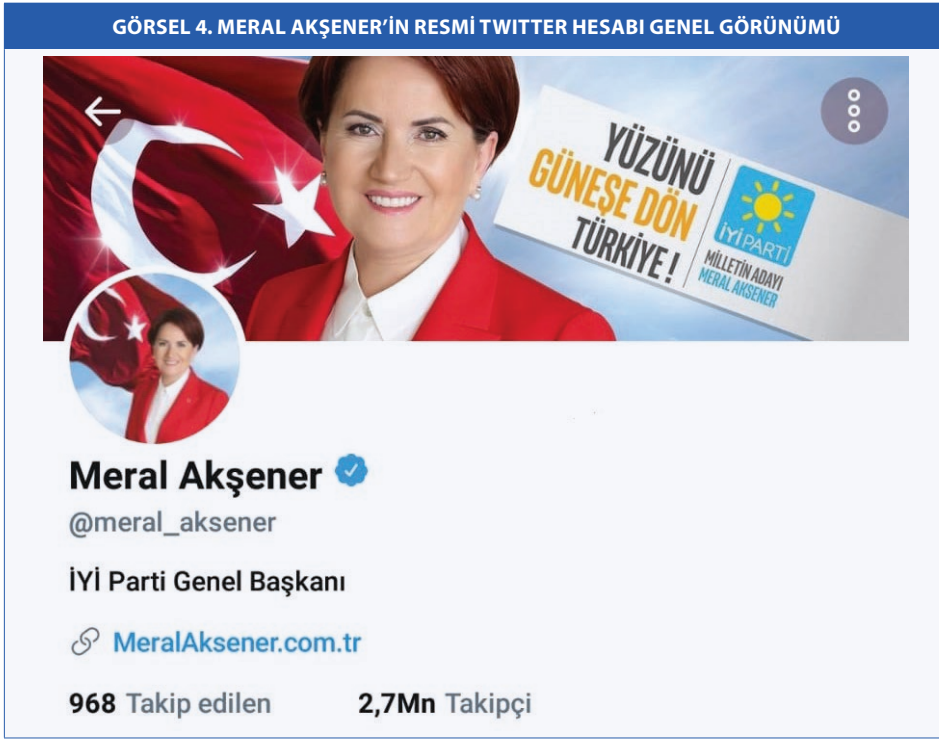 GÖRSEL 4. MERAL AKŞENER’İN RESMİ TWITTER HESABI GENEL GÖRÜNÜMÜ
YÜZÜNÜ
GÜNEŞE DÖN
TÜRKİYE !
İYİ PARTİ
MİLLETİN ADAYI
MERAL AKŞENER
Meral Akşener
@meral_aksener
İYİ Parti Genel Başkanı
MeralAksener.com.tr
968 Takip edilen 2,7Mn Takipçi